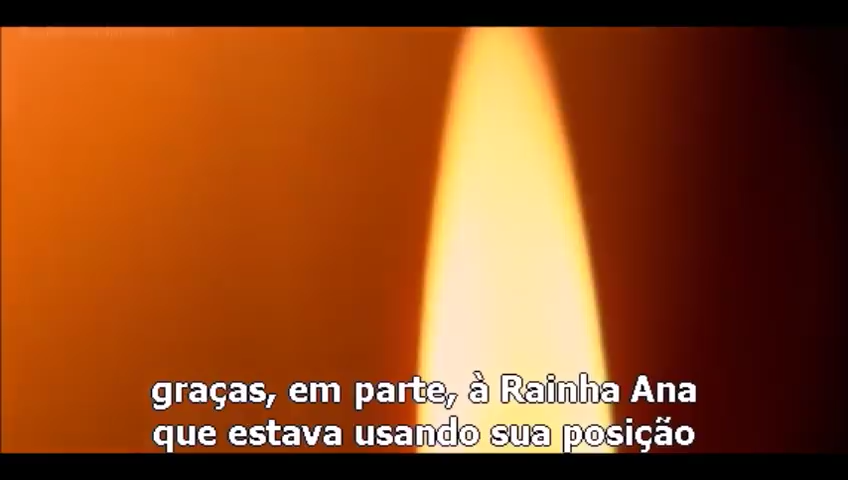 graças, em parte, à Rainha Ana
que estava usando sua posição